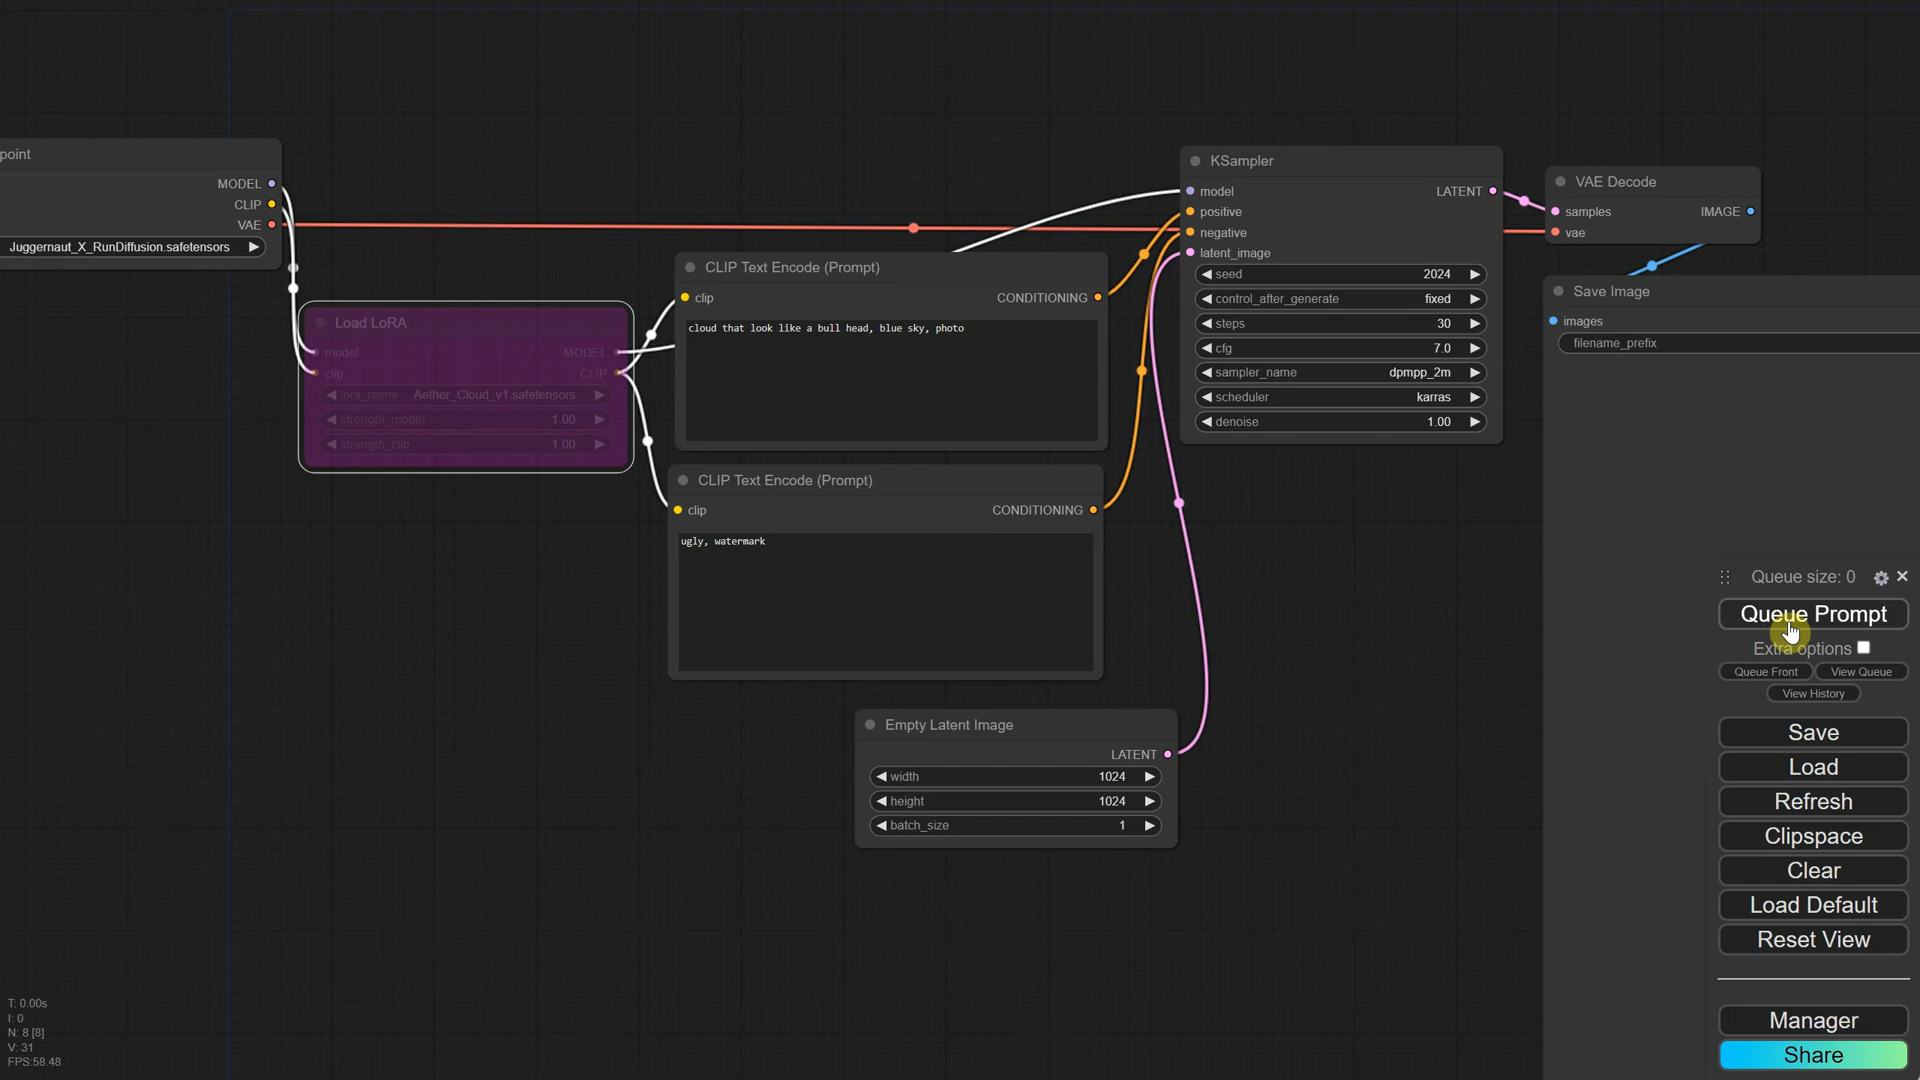 point
MODEL
CLIP
VAE
Juggernaut_X_RunDiffusion.safetensors
Load LoRA
model MODEL
clip CLIP
lora_name Aether_Cloud_v1.safetensors
strength_model 1.00
strength_clip 1.00
CLIP Text Encode (Prompt)
clip CONDITIONING
cloud that look like a bull head, blue sky, photo
CLIP Text Encode (Prompt)
clip CONDITIONING
ugly, watermark
Empty Latent Image
LATENT
width 1024
height 1024
batch_size 1
KSampler
model LATENT
positive
negative
latent_image
seed 2024
control_after_generate fixed
steps 30
cfg 7.0
sampler_name dpmpp_2m
scheduler karras
denoise 1.00
VAE Decode
samples IMAGE
vae
Save Image
images
filename_prefix
Queue size: 0
Queue Prompt
Extra options
Queue Front View Queue
View History
Save
Load
Refresh
Clipspace
Clear
Load Default
Reset View
Manager
Share
T: 0.00s
I: 0
N: 8 [8]
V: 31
FPS:58.48